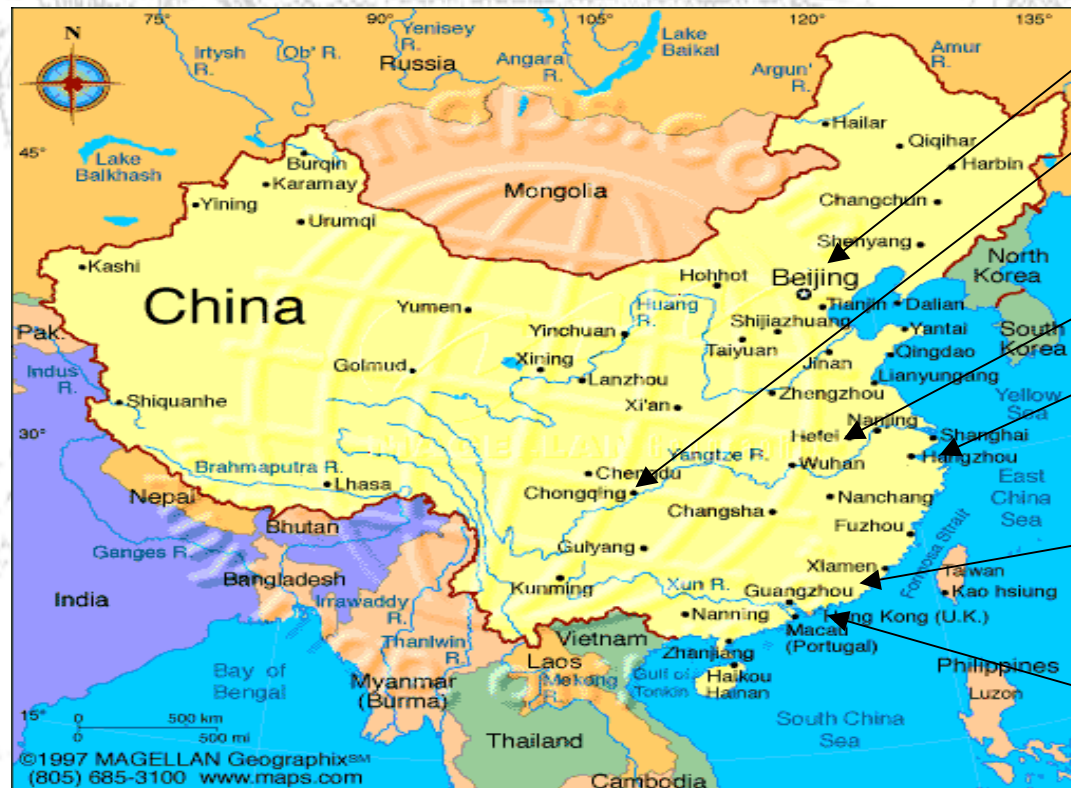 75°
90°
105°
120°
135°
N
Irtysh
R.
Ob' R.
Yenisey
R.
Russia
Angara
R.
Lake
Baikal
Argun'
R.
Amur
R.
45°
Lake
Balkhash
Burqin
Karamay
Yining
Urumqi
Mongolia
Hailar
Qiqihar
Harbin
Changchun
Shenyang
North
Korea
Kashi
China
Yumen
Hohhot
Huang
R.
Beijing
Tianjin
Dalian
Shijiazhuang
Yantai
South
Korea
Pak.
Yinchuan
Taiyuan
Jinan
Qingdao
Golmud
Xining
Lanzhou
Lianyungang
Indus
R.
Zhengzhou
Yellow
Sea
Shiquanhe
Xi'an
Nanjing
30°
Hefei
Shanghai
MAGELLAN
Yangtze R.
Wuhan
Hangzhou
Brahmaputra R.
Lhasa
Chengdu
Chongqing
East
China
Sea
Nepal
Nanchang
Changsha
Bhutan
Fuzhou
Ganges R.
Guiyang
Formosa Strait
Bangladesh
Kunming
Xun R.
Xiamen
Taiwan
India
Irrawaddy
R.
Guangzhou
Kao hsiung
Nanning
Hong Kong (U.K.)
Macau
(Portugal)
Thanlwin
R.
Vietnam
Zhanjiang
Bay of
Bengal
Laos
Mekong
R.
Gulf of
Tonkin
Haikou
Hainan
Philippines
Luzon
Myanmar
(Burma)
15°
0
500 km
500 mi
South China
Sea
Thailand
©1997 MAGELLAN Geographix℠
(805) 685-3100 www.maps.com
Cambodia